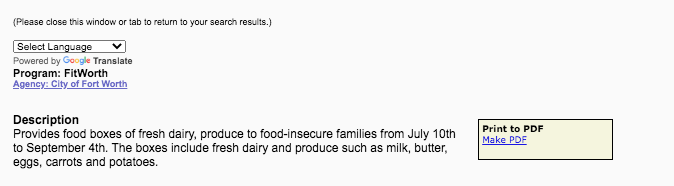 (Please close this window or tab to return to your search results.)
Select Language
Powered by Google Translate
Program: FitWorth
Agency: City of Fort Worth
Description
Provides food boxes of fresh dairy, produce to food-insecure families from July 10th
to September 4th. The boxes include fresh dairy and produce such as milk, butter,
eggs, carrots and potatoes.
Print to PDF
Make PDF